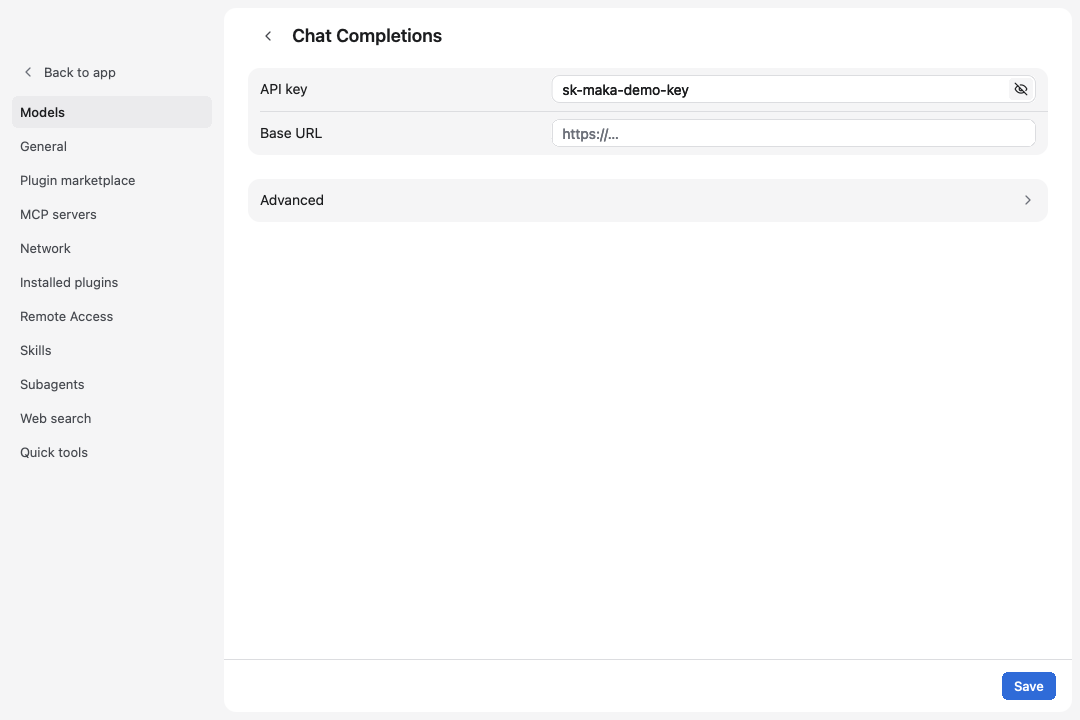 Chat Completions
Back to app
Models
General
Plugin marketplace
MCP servers
Network
Installed plugins
Remote Access
Skills
Subagents
Web search
Quick tools
API key
sk-maka-demo-key
Base URL
https://...
Advanced
Save